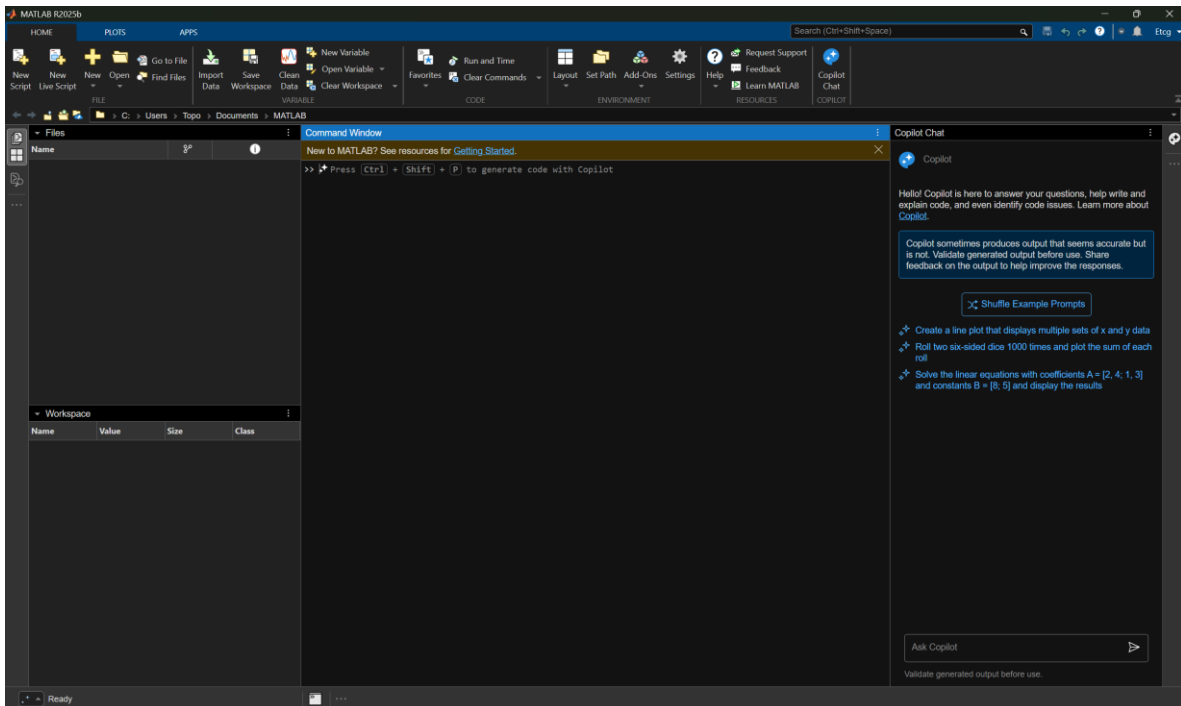 MATLAB R2025b
HOME PLOTS APPS
Search (Ctrl+Shift+Space)
Etcg
New Script
New Live Script
New
Open
Go to File
Find Files
FILE
Import Data
Save Workspace
Clean Data
New Variable
Open Variable
Clear Workspace
VARIABLE
Favorites
Run and Time
Clear Commands
CODE
Layout
Set Path
Add-Ons
Settings
ENVIRONMENT
Help
Request Support
Feedback
Learn MATLAB
RESOURCES
Copilot Chat
COPILOT
C: > Users > Topo > Documents > MATLAB
Files
Name
Workspace
Name Value Size Class
Command Window
New to MATLAB? See resources for Getting Started.
>> Press Ctrl + Shift + P to generate code with Copilot
Copilot Chat
Copilot
Hello! Copilot is here to answer your questions, help write and
explain code, and even identify code issues. Learn more about
Copilot.
Copilot sometimes produces output that seems accurate but
is not. Validate generated output before use. Share
feedback on the output to help improve the responses.
Shuffle Example Prompts
Create a line plot that displays multiple sets of x and y data
Roll two six-sided dice 1000 times and plot the sum of each
roll
Solve the linear equations with coefficients A = [2, 4; 1, 3]
and constants B = [8; 5] and display the results
Ask Copilot
Validate generated output before use.
Ready